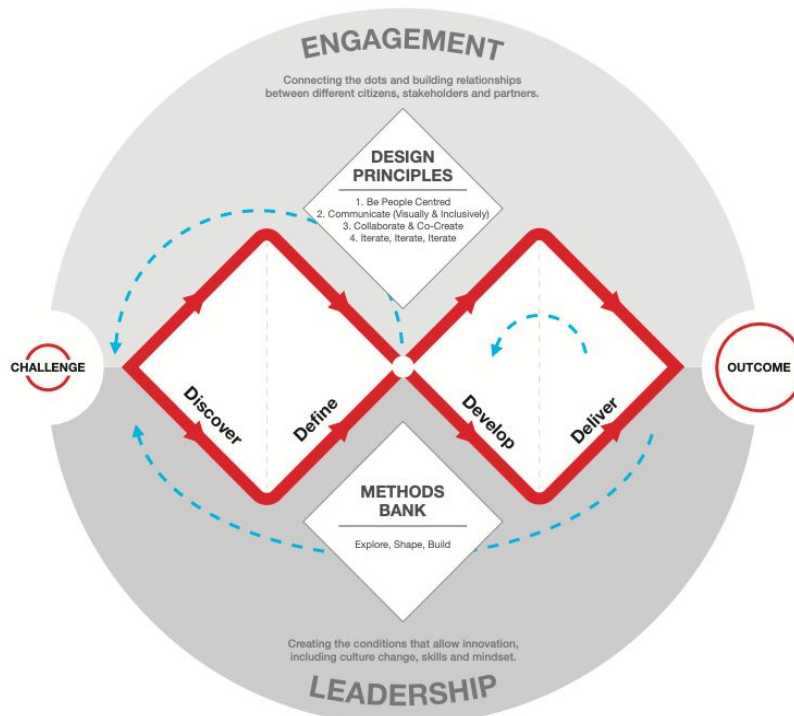 ENGAGEMENT
Connecting the dots and building relationships
between different citizens, stakeholders and partners.
DESIGN
PRINCIPLES
1. Be People Centred
2. Communicate (Visually & Inclusively)
3. Collaborate & Co-Create
4. Iterate, Iterate, Iterate
CHALLENGE
OUTCOME
Discover
Define
Develop
Deliver
METHODS
BANK
Explore, Shape, Build
Creating the conditions that allow innovation,
including culture change, skills and mindset.
LEADERSHIP